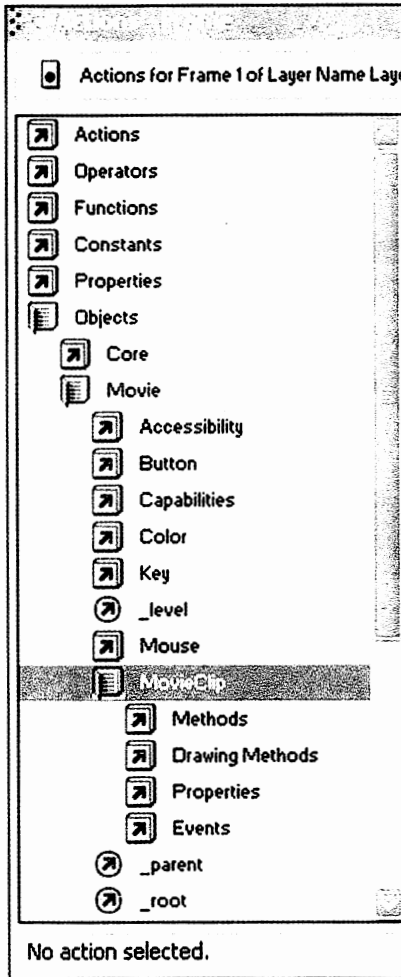 Actions for Frame 1 of Layer Name Laye
Actions
Operators
Functions
Constants
Properties
Objects
Core
Movie
Accessibility
Button
Capabilities
Color
Key
_level
Mouse
MovieClip
Methods
Drawing Methods
Properties
Events
_parent
_root
No action selected.